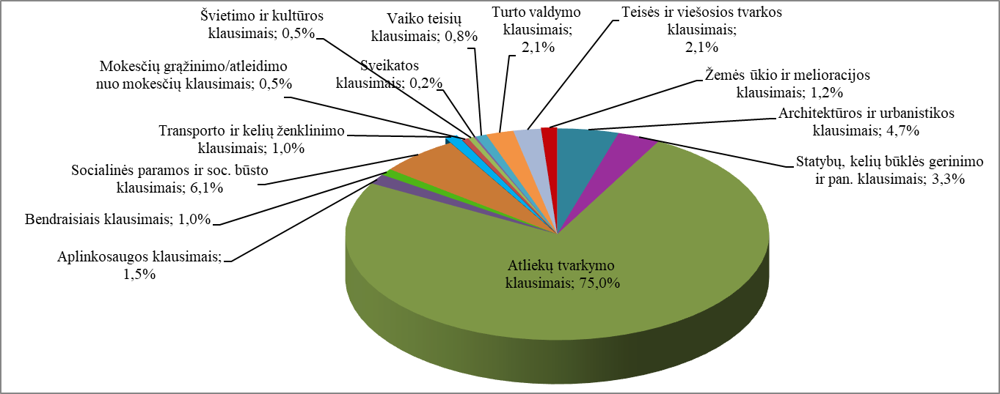 Švietimo ir kultūros
klausimais; 0,5%
Vaiko teisių
klausimais; 0,8%
Turto valdymo
klausimais;
2,1%
Teisės ir viešosios tvarkos
klausimais;
2,1%
Mokesčių grąžinimo/atleidimo
nuo mokesčių klausimais; 0,5%
Sveikatos
klausimais; 0,2%
Žemės ūkio ir melioracijos
klausimais; 1,2%
Transporto ir kelių ženklinimo
klausimais; 1,0%
Architektūros ir urbanistikos
klausimais; 4,7%
Socialinės paramos ir soc. būsto
klausimais; 6,1%
Statybų, kelių būklės gerinimo
ir pan. klausimais; 3,3%
Bendraisiais klausimais; 1,0%
Aplinkosaugos klausimais;
1,5%
Atliekų tvarkymo
klausimais; 75,0%